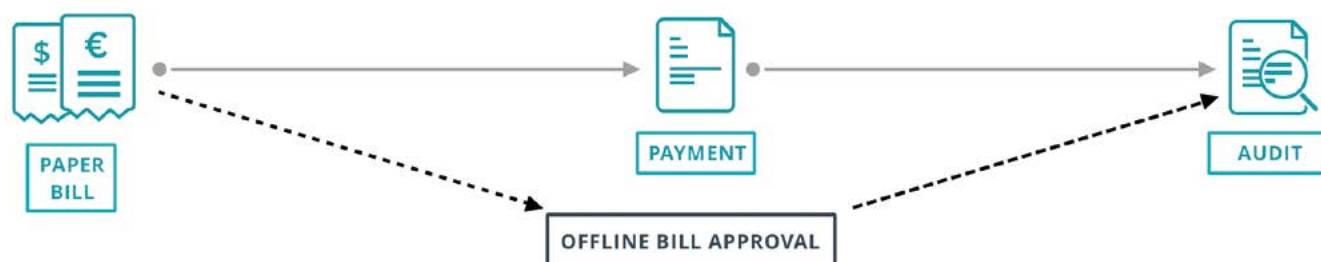 $ €
PAPER
BILL
PAYMENT
AUDIT
OFFLINE BILL APPROVAL